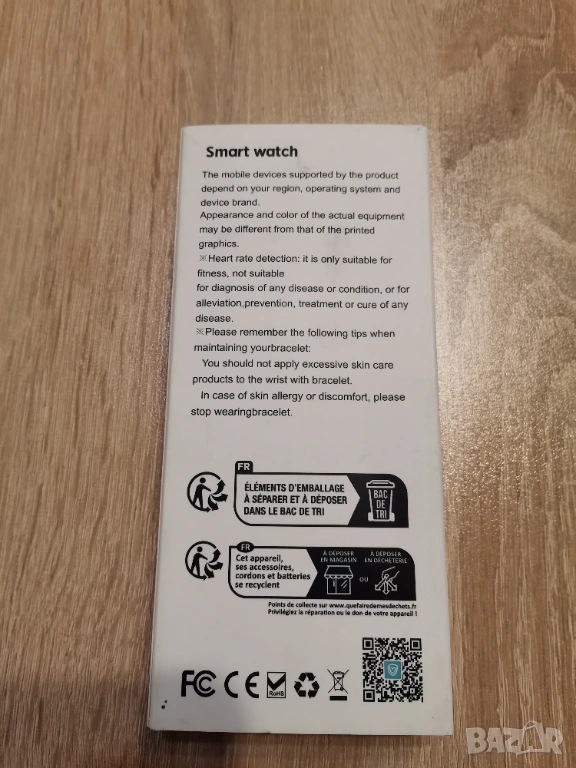 Smart watch
The mobile devices supported by the product
depend on your region, operating system and
device brand.
Appearance and color of the actual equipment
may be different from that of the printed
graphics.
※Heart rate detection: it is only suitable for
fitness, not suitable
for diagnosis of any disease or condition, or for
alleviation,prevention, treatment or cure of any
disease.
※Please remember the following tips when
maintaining yourbracelet:
You should not apply excessive skin care
products to the wrist with bracelet.
In case of skin allergy or discomfort, please
stop wearingbracelet.
FR
ÉLÉMENTS D'EMBALLAGE
À SÉPARER ET À DÉPOSER
DANS LE BAC DE TRI
BAC
DE
TRI
FR
Cet appareil,
ses accessoires,
cordons et batteries
se recyclent
À DÉPOSER
EN MAGASIN
OU
À DÉPOSER
EN DÉCHÈTERIE
Points de collecte sur www.quefairedemesdechets.fr
Privilégiez la réparation ou le don de votre appareil !
FC CE RoHS
BAZAR